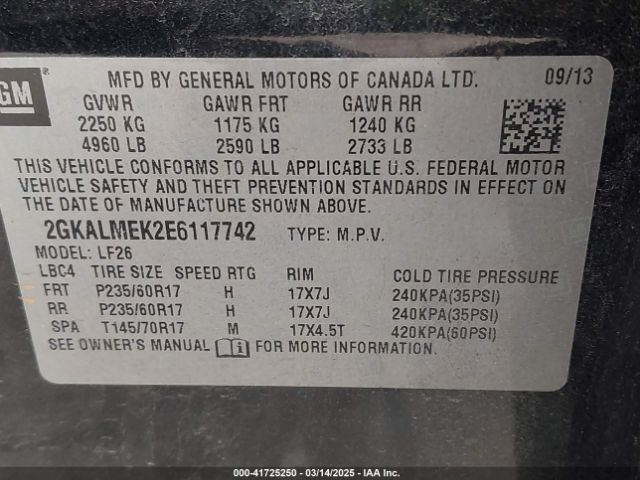 GM
MFD BY GENERAL MOTORS OF CANADA LTD. 09/13
GVWR GAWR FRT GAWR RR
2250 KG 1175 KG 1240 KG
4960 LB 2590 LB 2733 LB
THIS VEHICLE CONFORMS TO ALL APPLICABLE U.S. FEDERAL MOTOR
VEHICLE SAFETY AND THEFT PREVENTION STANDARDS IN EFFECT ON
THE DATE OF MANUFACTURE SHOWN ABOVE.
2GKALMEK2E6117742 TYPE: M.P.V.
MODEL: LF26
LBC4 TIRE SIZE SPEED RTG RIM COLD TIRE PRESSURE
FRT P235/60R17 H 17X7J 240KPA(35PSI)
RR P235/60R17 H 17X7J 240KPA(35PSI)
SPA T145/70R17 M 17X4.5T 420KPA(60PSI)
SEE OWNER'S MANUAL FOR MORE INFORMATION.
000-41725250 - 03/14/2025 - IAA Inc.